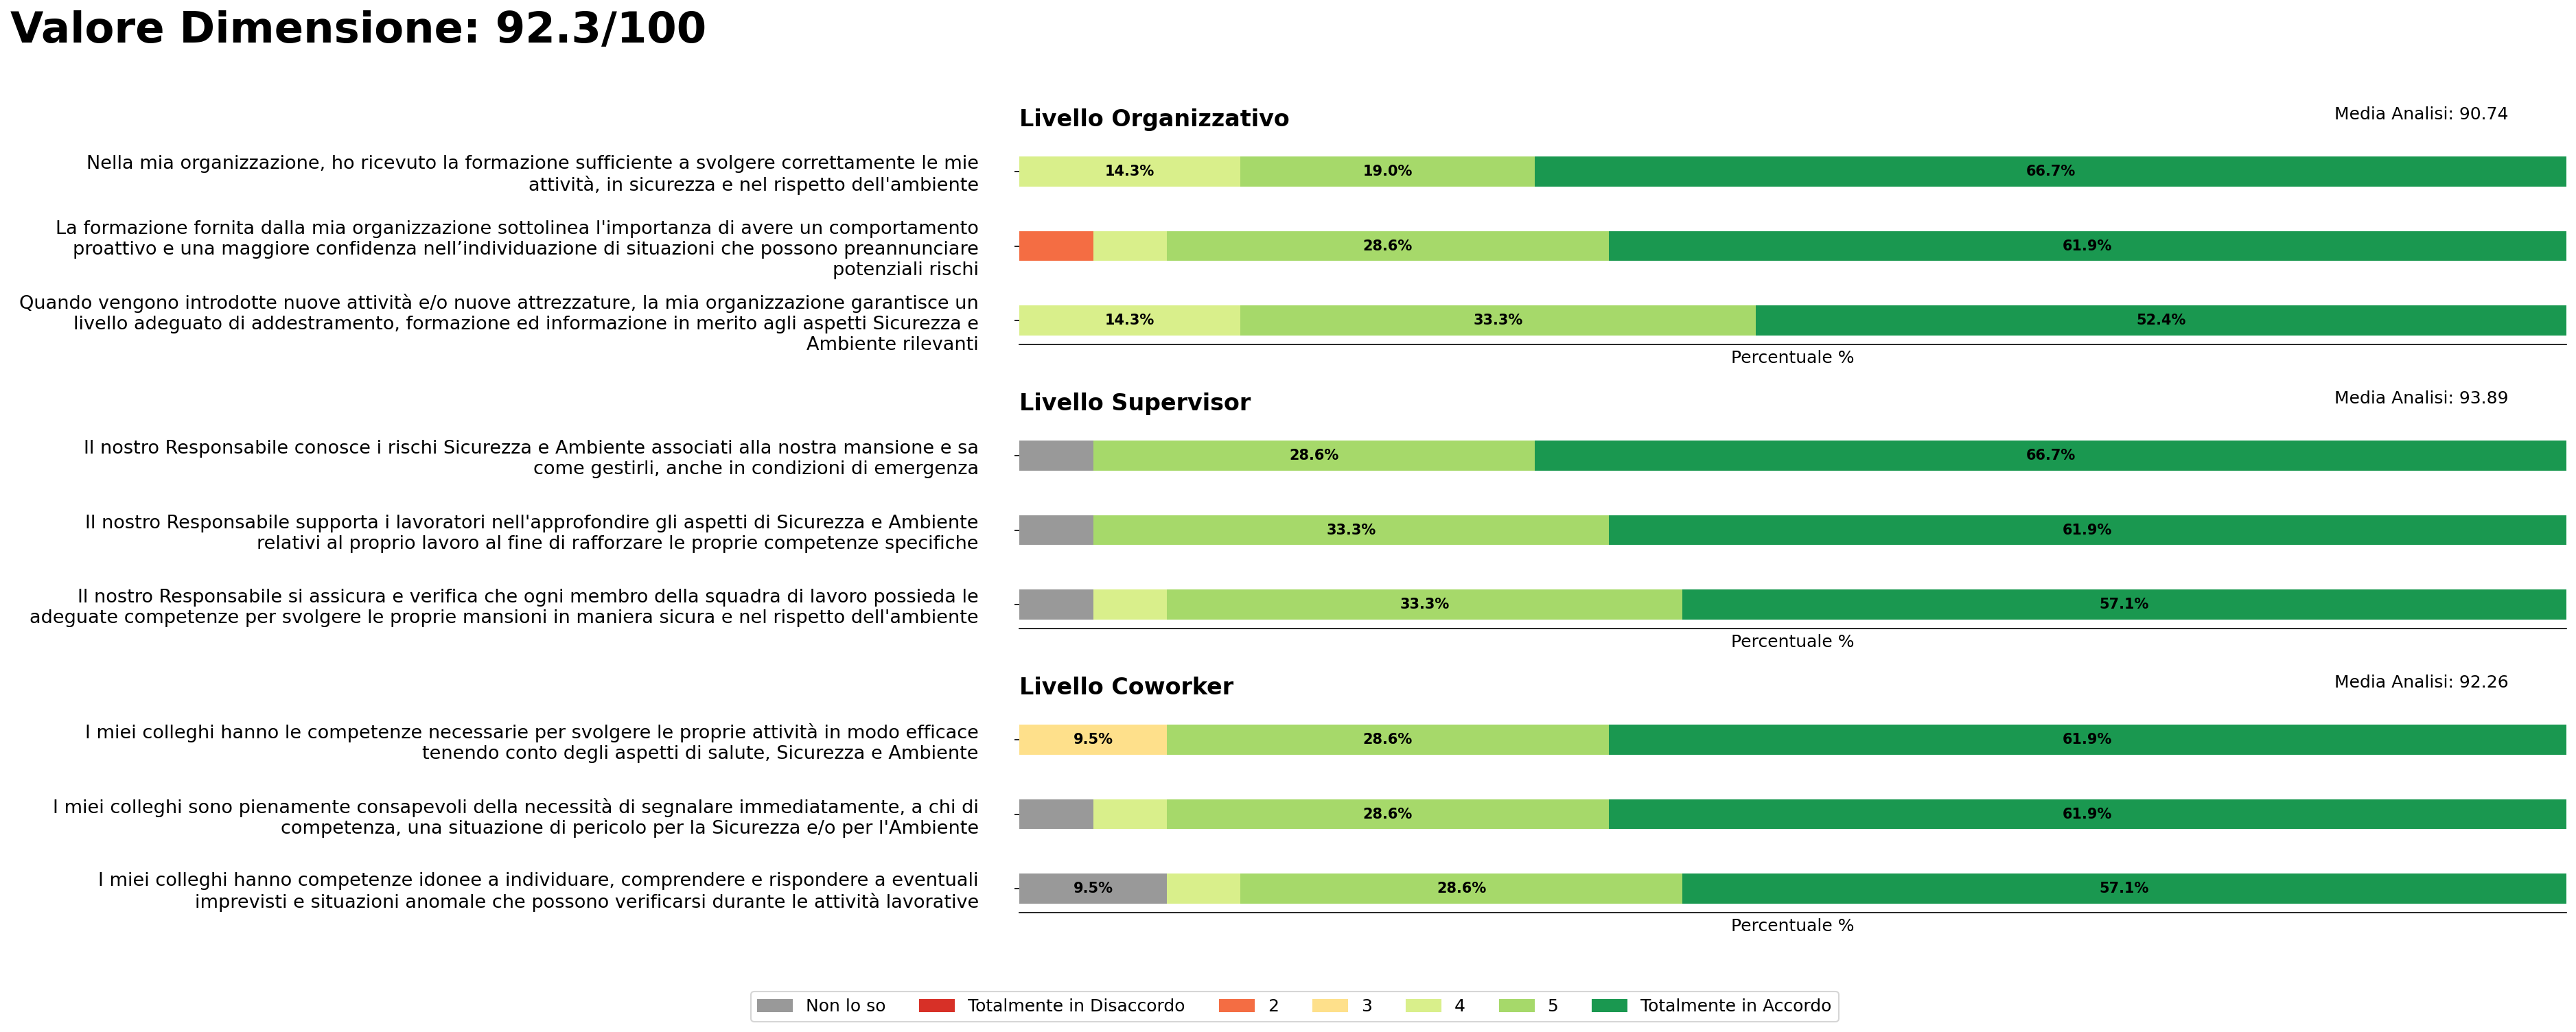 Valore Dimensione: 92.3/100
Livello Organizzativo
Media Analisi: 90.74
Nella mia organizzazione, ho ricevuto la formazione sufficiente a svolgere correttamente le mie
attività, in sicurezza e nel rispetto dell'ambiente
14.3% 19.0% 66.7%
La formazione fornita dalla mia organizzazione sottolinea l'importanza di avere un comportamento
proattivo e una maggiore confidenza nell’individuazione di situazioni che possono preannunciare
potenziali rischi
28.6% 61.9%
Quando vengono introdotte nuove attività e/o nuove attrezzature, la mia organizzazione garantisce un
livello adeguato di addestramento, formazione ed informazione in merito agli aspetti Sicurezza e
Ambiente rilevanti
14.3% 33.3% 52.4%
Percentuale %
Livello Supervisor
Media Analisi: 93.89
Il nostro Responsabile conosce i rischi Sicurezza e Ambiente associati alla nostra mansione e sa
come gestirli, anche in condizioni di emergenza
28.6% 66.7%
Il nostro Responsabile supporta i lavoratori nell'approfondire gli aspetti di Sicurezza e Ambiente
relativi al proprio lavoro al fine di rafforzare le proprie competenze specifiche
33.3% 61.9%
Il nostro Responsabile si assicura e verifica che ogni membro della squadra di lavoro possieda le
adeguate competenze per svolgere le proprie mansioni in maniera sicura e nel rispetto dell'ambiente
33.3% 57.1%
Percentuale %
Livello Coworker
Media Analisi: 92.26
I miei colleghi hanno le competenze necessarie per svolgere le proprie attività in modo efficace
tenendo conto degli aspetti di salute, Sicurezza e Ambiente
9.5% 28.6% 61.9%
I miei colleghi sono pienamente consapevoli della necessità di segnalare immediatamente, a chi di
competenza, una situazione di pericolo per la Sicurezza e/o per l'Ambiente
28.6% 61.9%
I miei colleghi hanno competenze idonee a individuare, comprendere e rispondere a eventuali
imprevisti e situazioni anomale che possono verificarsi durante le attività lavorative
9.5% 28.6% 57.1%
Percentuale %
Non lo so Totalmente in Disaccordo 2 3 4 5 Totalmente in Accordo